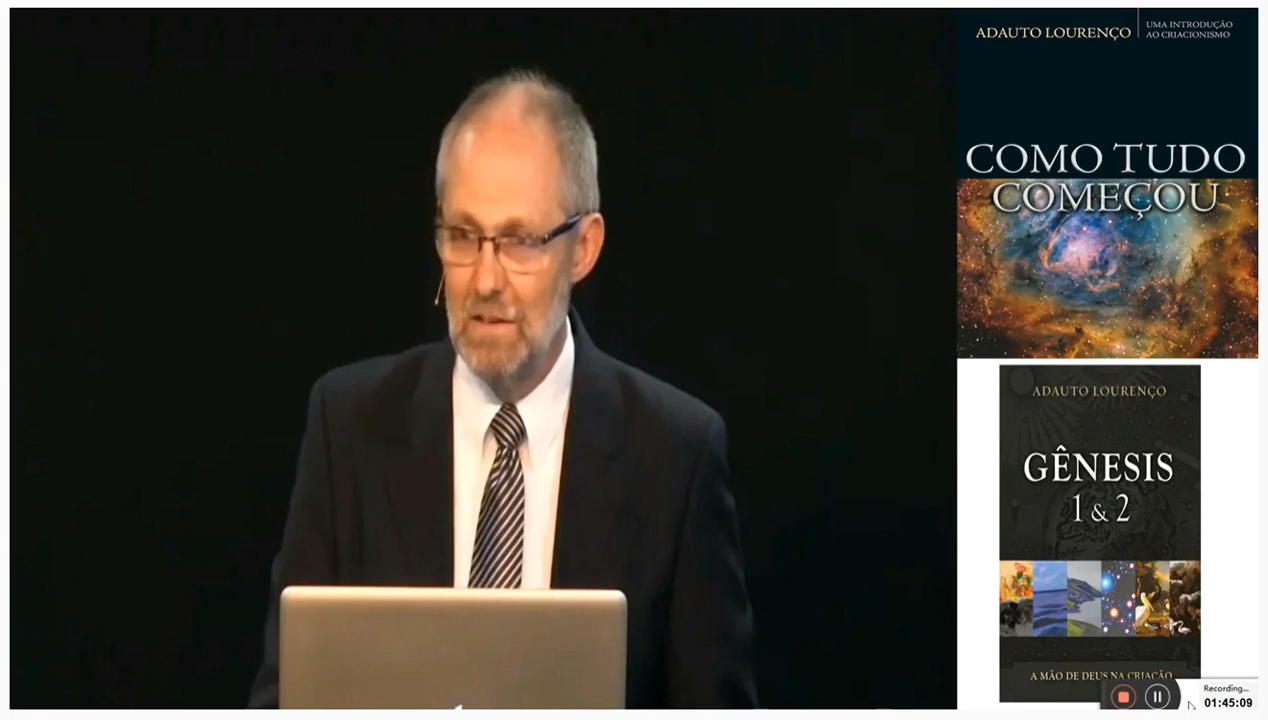 ADAUTO LOURENÇO
UMA INTRODUÇÃO
AO CRIACIONISMO
COMO TUDO
COMEÇOU
ADAUTO LOURENÇO
GÊNESIS
1 & 2
A MÃO DE DEUS NA CRIAÇÃO
Recording...
01:45:09